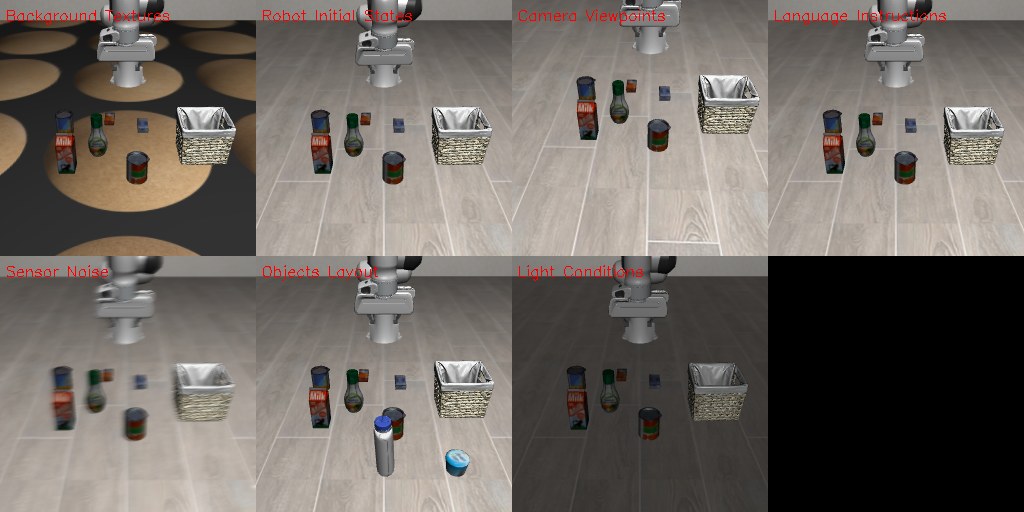 Background Textures
Robot Initial States
Camera Viewpoints
Language Instructions
Sensor Noise
Objects Layout
Light Conditions